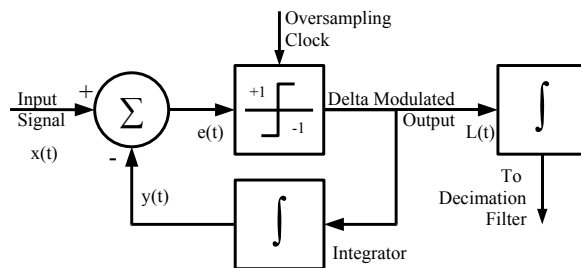 Oversampling
Clock
Input
Signal
x(t)
+
-
Σ
e(t)
+1
-1
Delta Modulated
Output
L(t)
∫
To
Decimation
Filter
y(t)
∫
Integrator